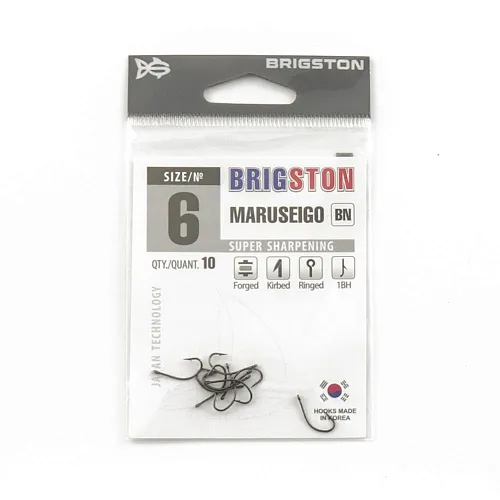 BRIGSTON
SIZE/№
6
QTY./QUANT. 10
BRIGSTON
MARUSEIGO BN
SUPER SHARPENING
Forged Kirbed Ringed 1BH
JAPAN TECHNOLOGY
HOOKS MADE
IN KOREA